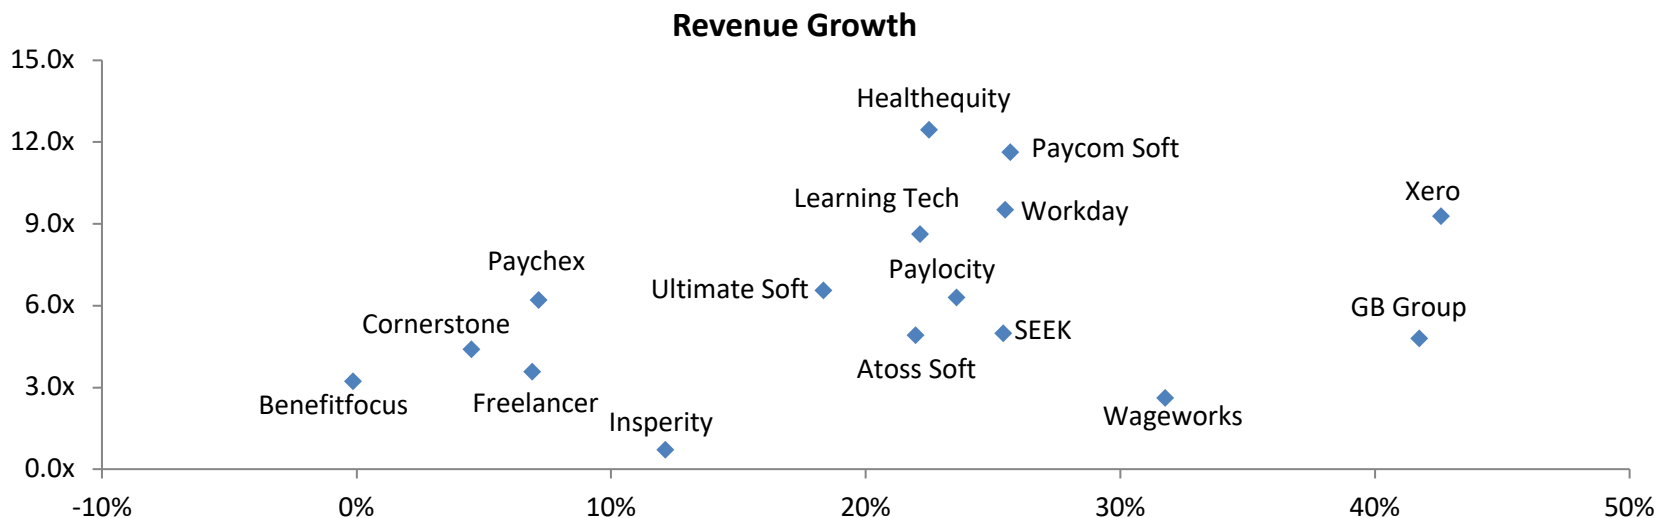 Revenue Growth
15.0x
Healthequity
12.0x
Paycom Soft
Xero
Learning Tech
Workday
9.0x
Paychex
Paylocity
Ultimate Soft
6.0x
GB Group
Cornerstone
SEEK
Atoss Soft
3.0x
Benefitfocus
Freelancer
Wageworks
Insperity
0.0x
-10% 0% 10% 20% 30% 40% 50%